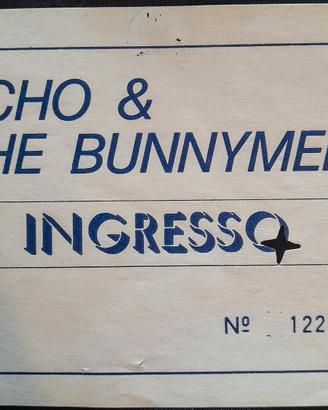 CHO &
HE BUNNYME
INGRESSO
Nº 122